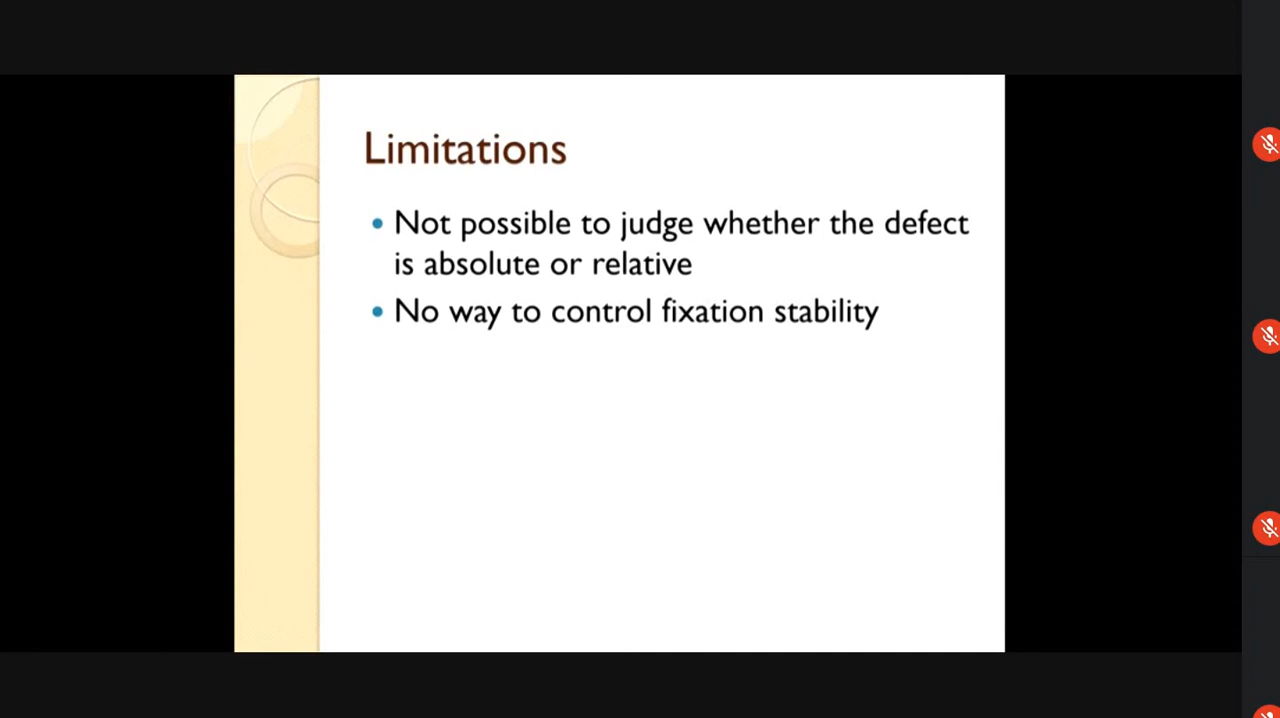 Limitations
• Not possible to judge whether the defect
is absolute or relative
• No way to control fixation stability